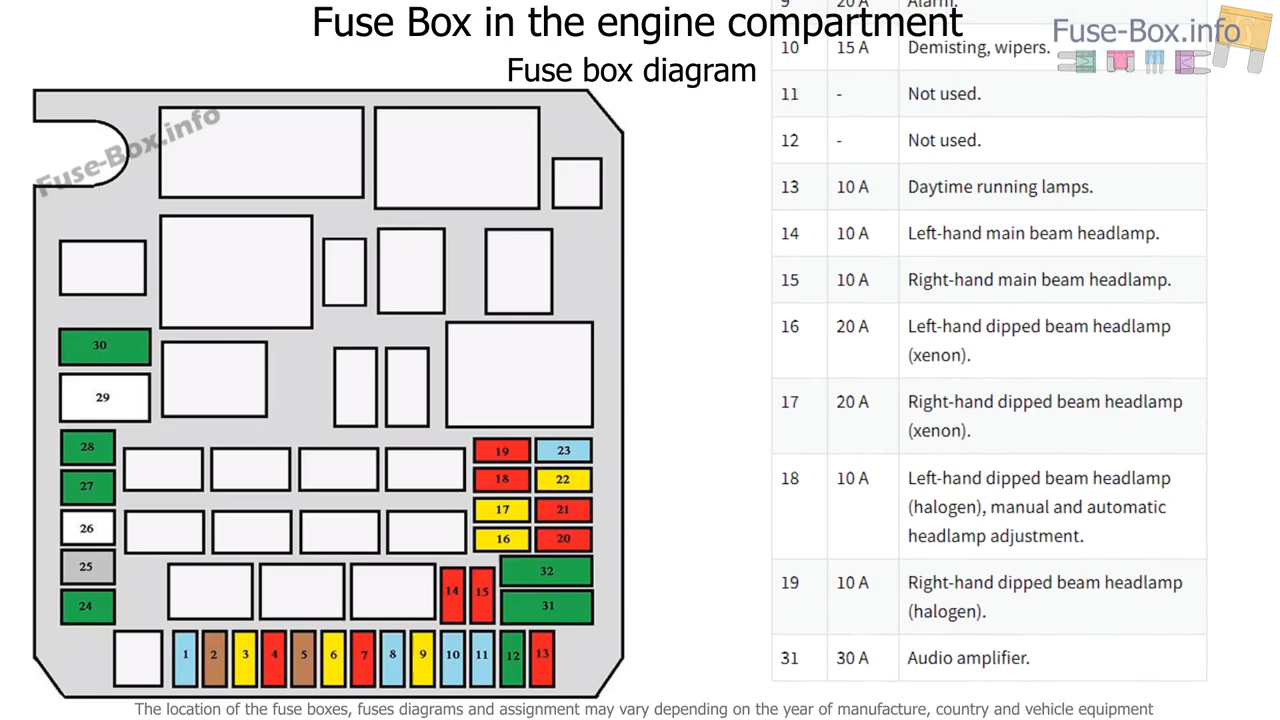 Fuse Box in the engine compartment
Fuse box diagram
Fuse-Box.info
Fuse-Box.info
9 20 A Alarm.
10 15 A Demisting, wipers.
11 - Not used.
12 - Not used.
13 10 A Daytime running lamps.
14 10 A Left-hand main beam headlamp.
15 10 A Right-hand main beam headlamp.
16 20 A Left-hand dipped beam headlamp
(xenon).
17 20 A Right-hand dipped beam headlamp
(xenon).
18 10 A Left-hand dipped beam headlamp
(halogen), manual and automatic
headlamp adjustment.
19 10 A Right-hand dipped beam headlamp
(halogen).
31 30 A Audio amplifier.
30
29
28
27
26
25
24
19 23
18 22
17 21
16 20
32
14 15
31
1 2 3 4 5 6 7 8 9 10 11 12 13
The location of the fuse boxes, fuses diagrams and assignment may vary depending on the year of manufacture, country and vehicle equipment